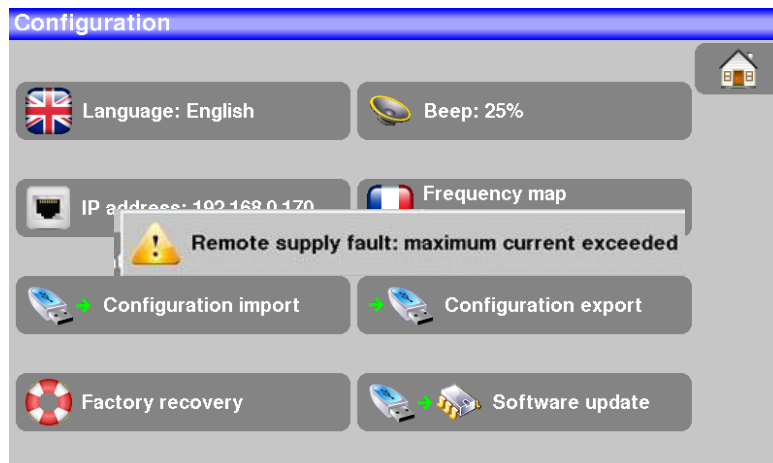 Configuration
Language: English
Beep: 25%
IP address: 192.168.0.170
Frequency map
Remote supply fault: maximum current exceeded
Configuration import
Configuration export
Factory recovery
Software update